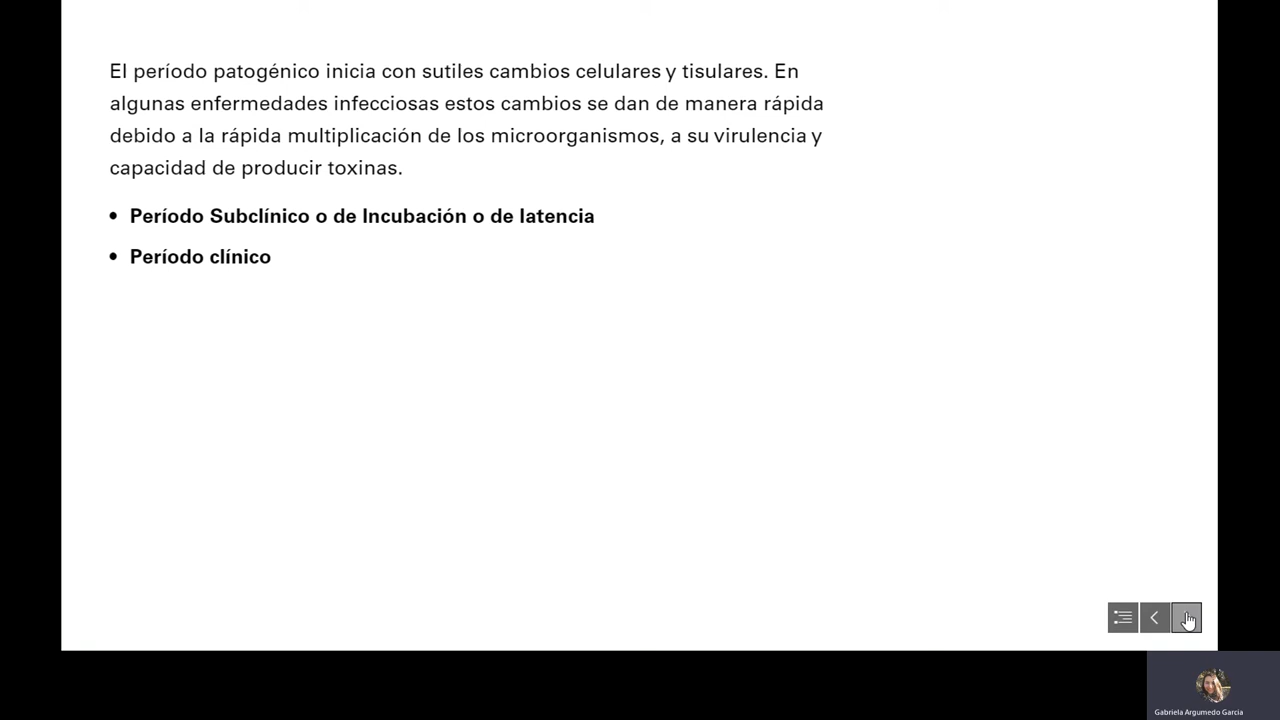 El período patogénico inicia con sutiles cambios celulares y tisulares. En
algunas enfermedades infecciosas estos cambios se dan de manera rápida
debido a la rápida multiplicación de los microorganismos, a su virulencia y
capacidad de producir toxinas.
• Período Subclínico o de Incubación o de latencia
• Período clínico
Gabriela Argumedo Garcia